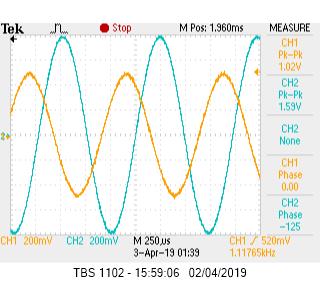 Tek Stop M Pos: 1.960ms MEASURE
CH1
Pk-Pk
1.02V
CH2
Pk-Pk
1.59V
CH2
None
CH1
Phase
0.00
CH2
Phase
-125
2
CH1 200mV CH2 200mV M 250µs CH1 / 520mV
3-Apr-19 01:39 1.11765kHz
TBS 1102 - 15:59:06 02/04/2019